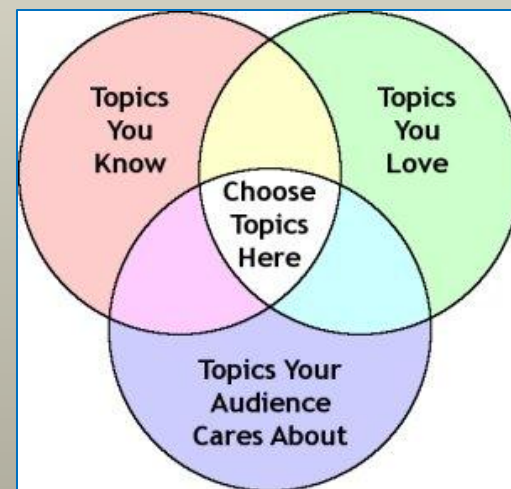 Topics
You
Know
Topics
You
Love
Choose
Topics
Here
Topics Your
Audience
Cares About